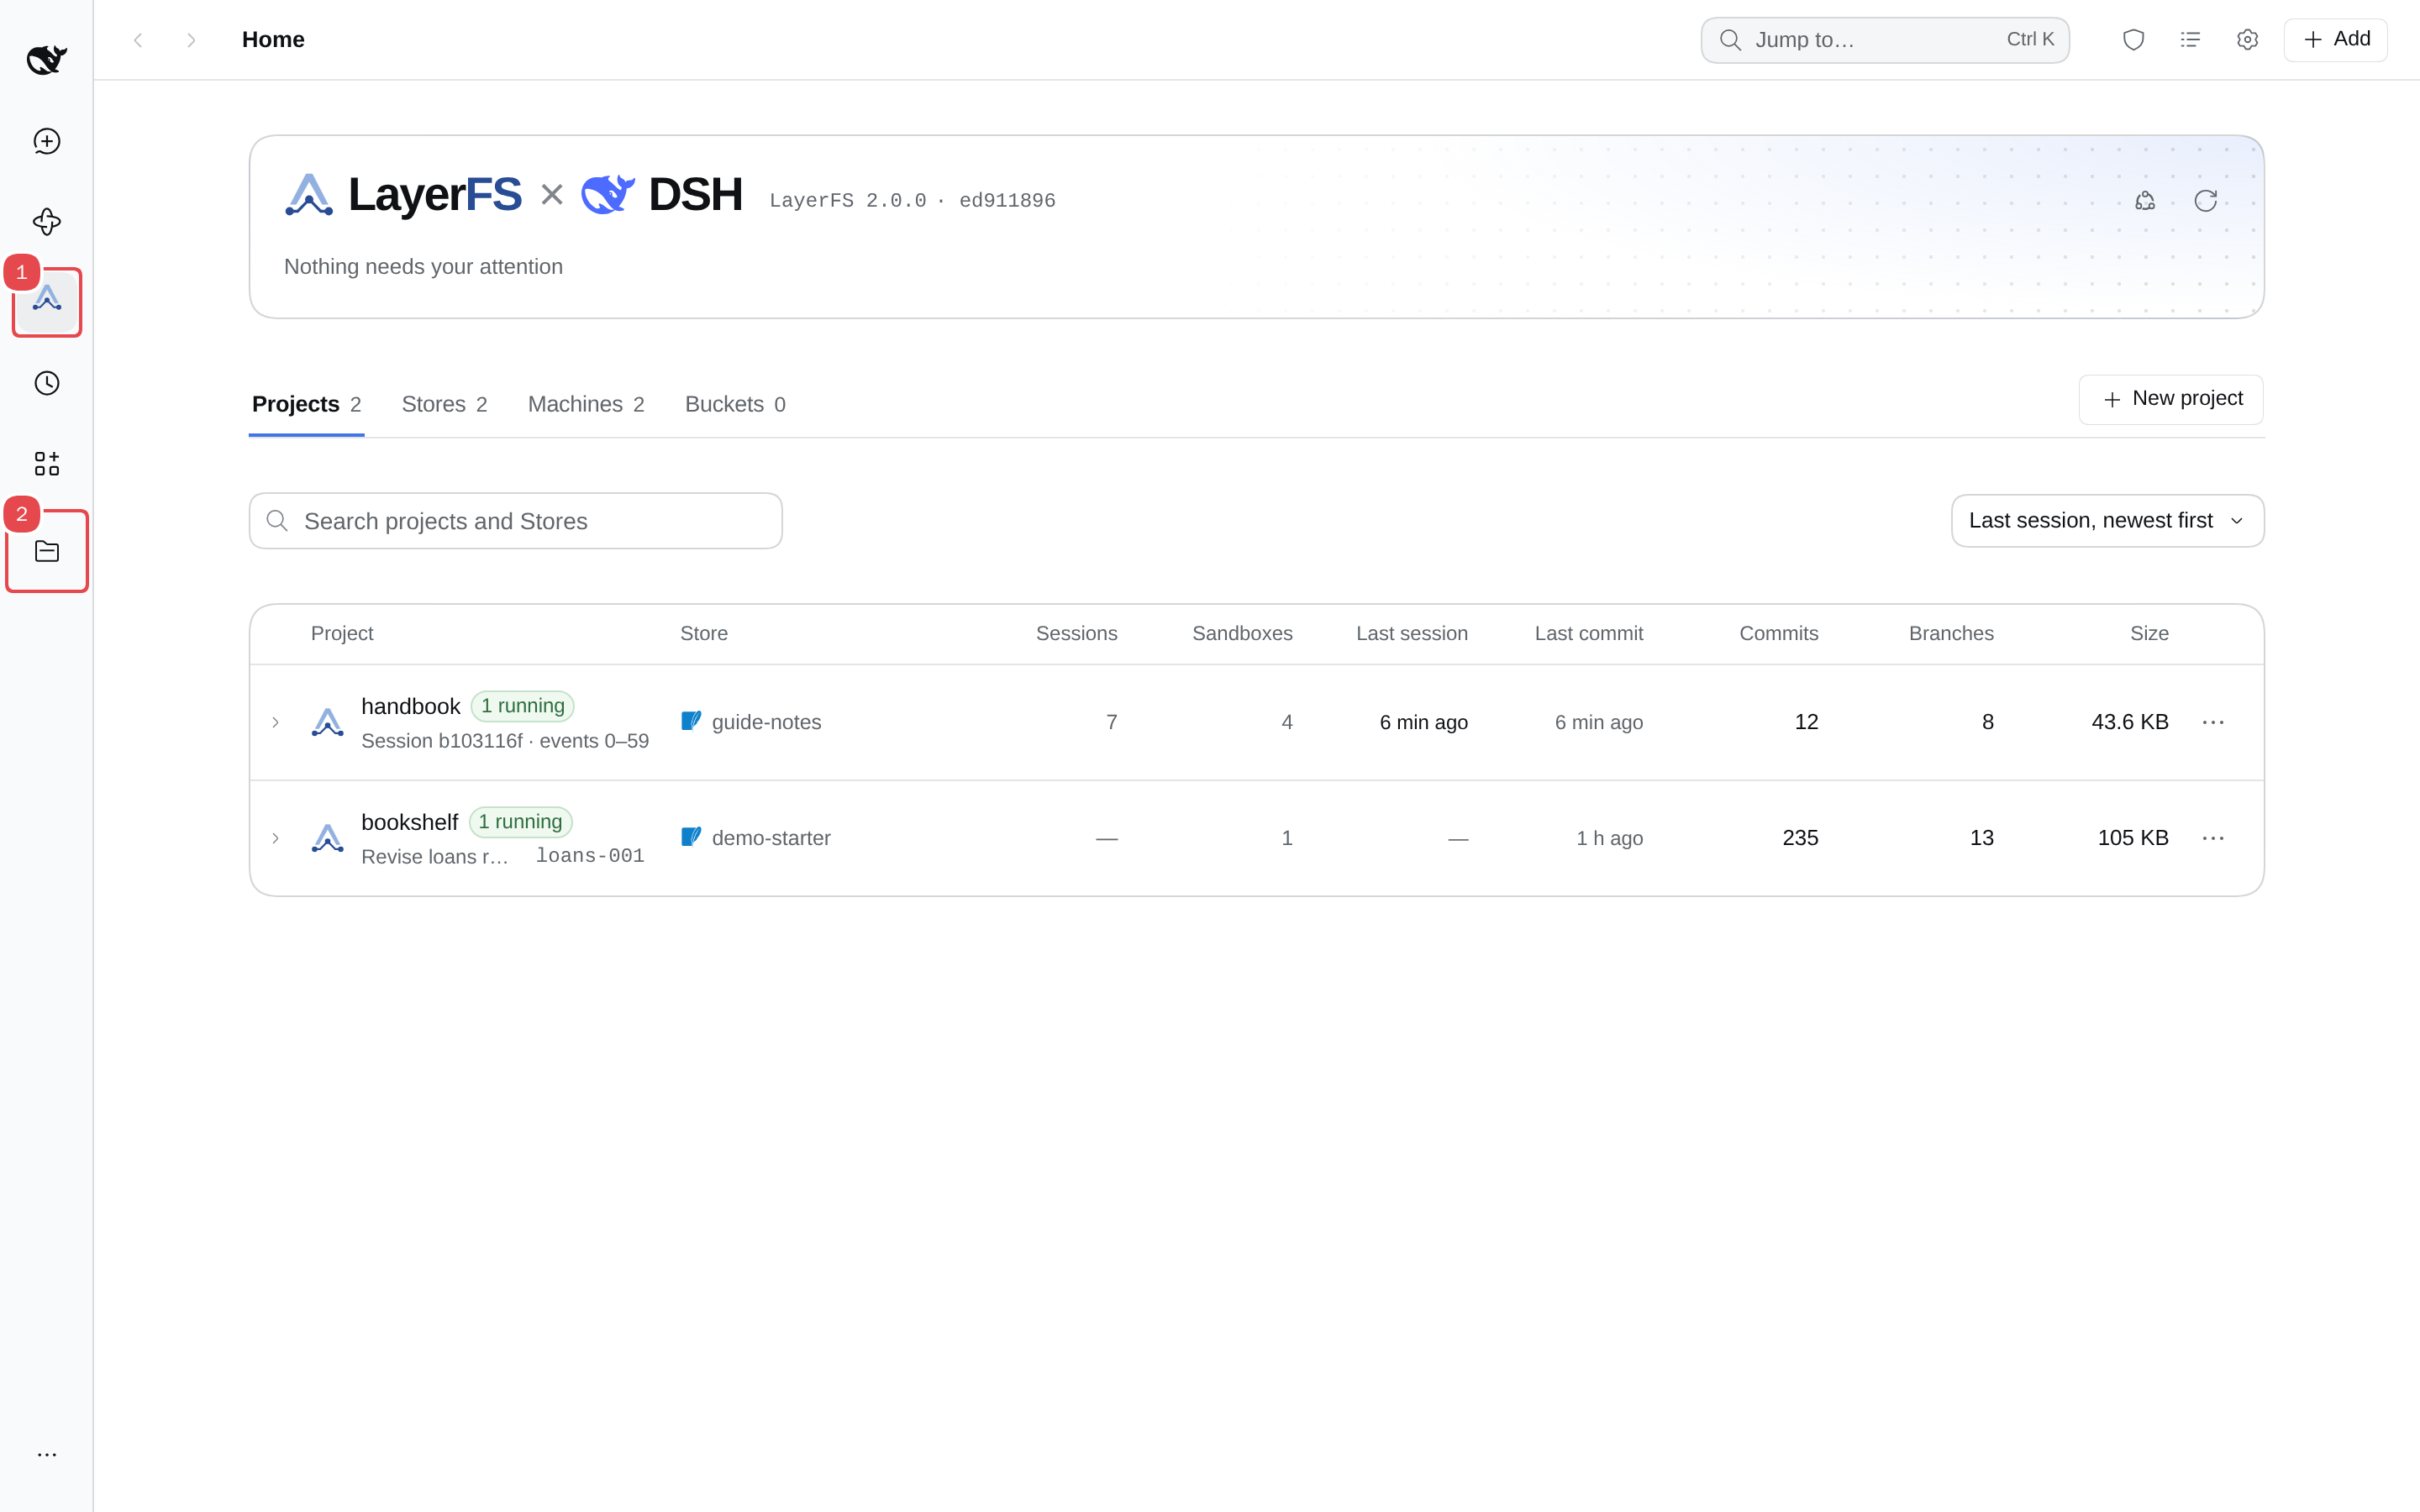 Home
Jump to…
Ctrl K
Add
LayerFS × DSH LayerFS 2.0.0 · ed911896
Nothing needs your attention
1
Projects 2
Stores 2
Machines 2
Buckets 0
New project
2
Search projects and Stores
Last session, newest first
Project Store Sessions Sandboxes Last session Last commit Commits Branches Size
handbook 1 running
Session b103116f · events 0–59
guide-notes 7 4 6 min ago 6 min ago 12 8 43.6 KB
bookshelf 1 running
Revise loans r… loans-001
demo-starter — 1 — 1 h ago 235 13 105 KB